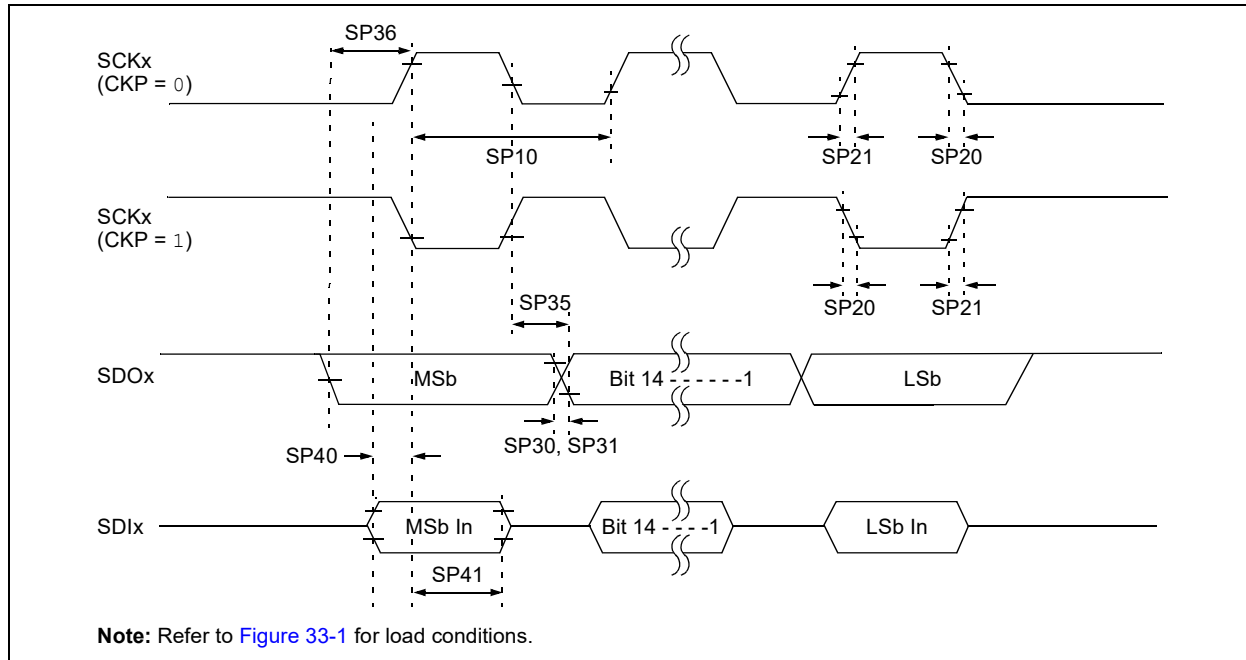 SP36
SCKx
(CKP = 0)
SP10
SP21
SP20
SCKx
(CKP = 1)
SP35
SP20
SP21
SDOx
MSb
Bit 14 - - - - - -1
LSb
SP30, SP31
SP40
SDIx
MSb In
Bit 14 - - - -1
LSb In
SP41
Note: Refer to Figure 33-1 for load conditions.